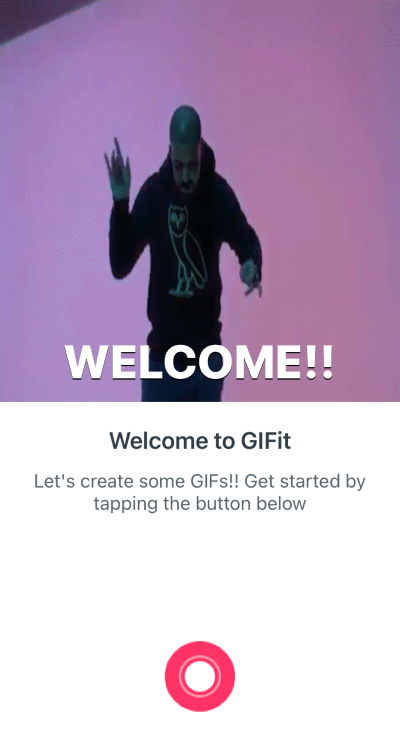 WELCOME!!
Welcome to GIFit
Let's create some GIFs!! Get started by
tapping the button below